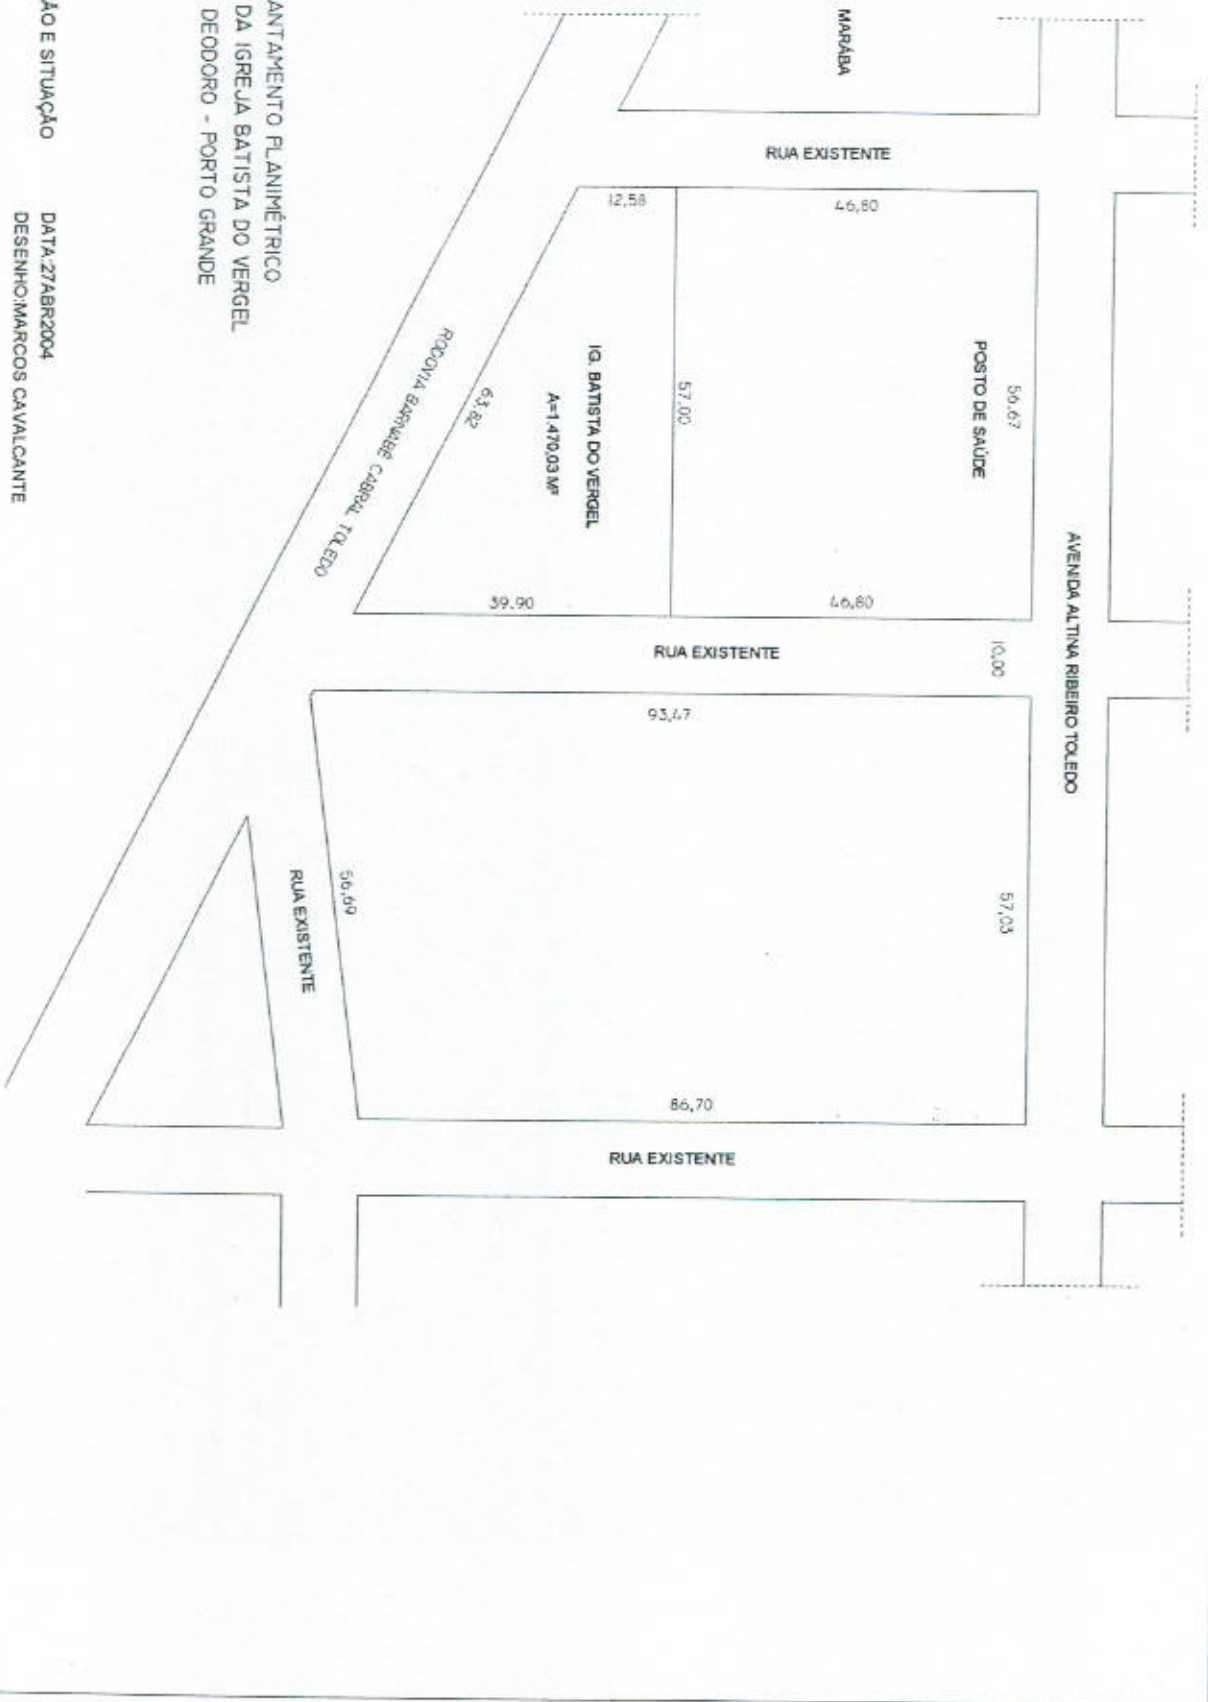 AVENIDA ALTINA RIBEIRO TOLEDO
MARÁBA
RUA EXISTENTE
46,80
12,58
56.67
POSTO DE SAÚDE
57.00
IG. BATISTA DO VERGEL
A=1.470,03 M²
63.82
RODOVIA BARNABÉ CABRAL TOLEDO
46,80
39.90
10,00
RUA EXISTENTE
93,47
57,03
56,69
RUA EXISTENTE
86,70
RUA EXISTENTE
ANTAMENTO PLANIMÉTRICO
DA IGREJA BATISTA DO VERGEL
DEODORO - PORTO GRANDE
ÃO E SITUAÇÃO
DATA:27ABR2004
DESENHO:MARCOS CAVALCANTE